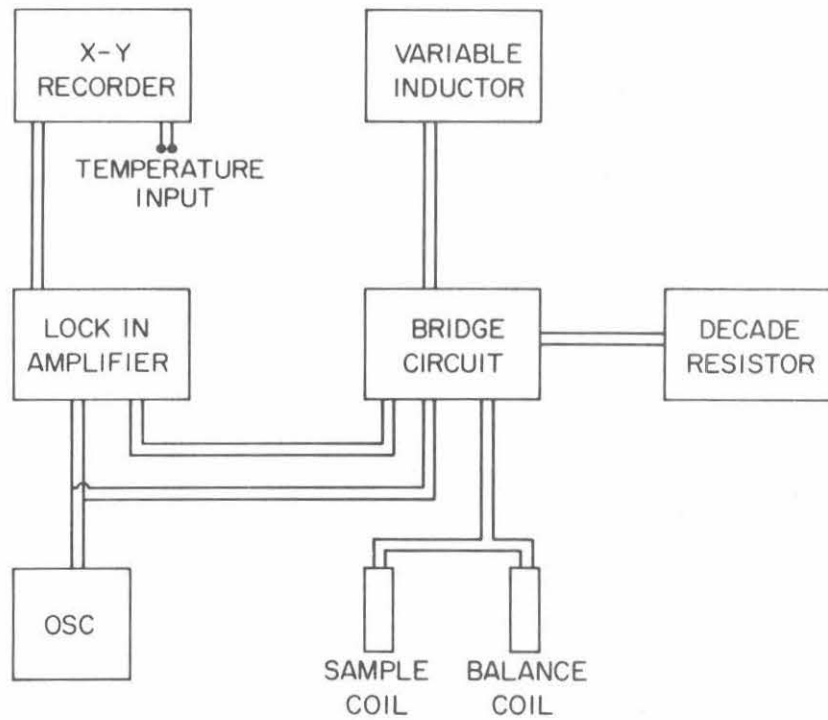 X-Y
RECORDER
VARIABLE
INDUCTOR
TEMPERATURE
INPUT
LOCK IN
AMPLIFIER
BRIDGE
CIRCUIT
DECADE
RESISTOR
OSC
SAMPLE
COIL
BALANCE
COIL